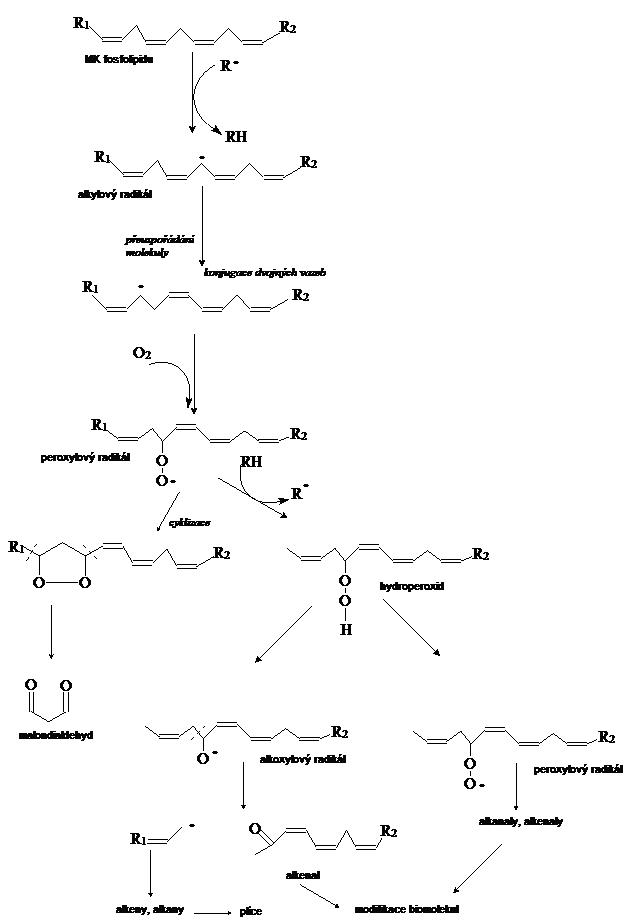 R1 R2
MK fosfolipidu
R•
RH
R1 • R2
alkylový radikál
přeuspořádání
molekuly
konjugace dvojných vazeb
R1 • R2
O2
R1 R2
peroxylový radikál
O
O•
RH
R•
cyklizace
R1 R2
O O
R2
hydroperoxid
O
O
H
O O
malondialdehyd
R2
O•
alkoxylový radikál
R2
O
O•
peroxylový radikál
alkanaly, alkenaly
R1 •
O R2
alkenal
alkeny, alkany
plíce
modifikace biomolekul